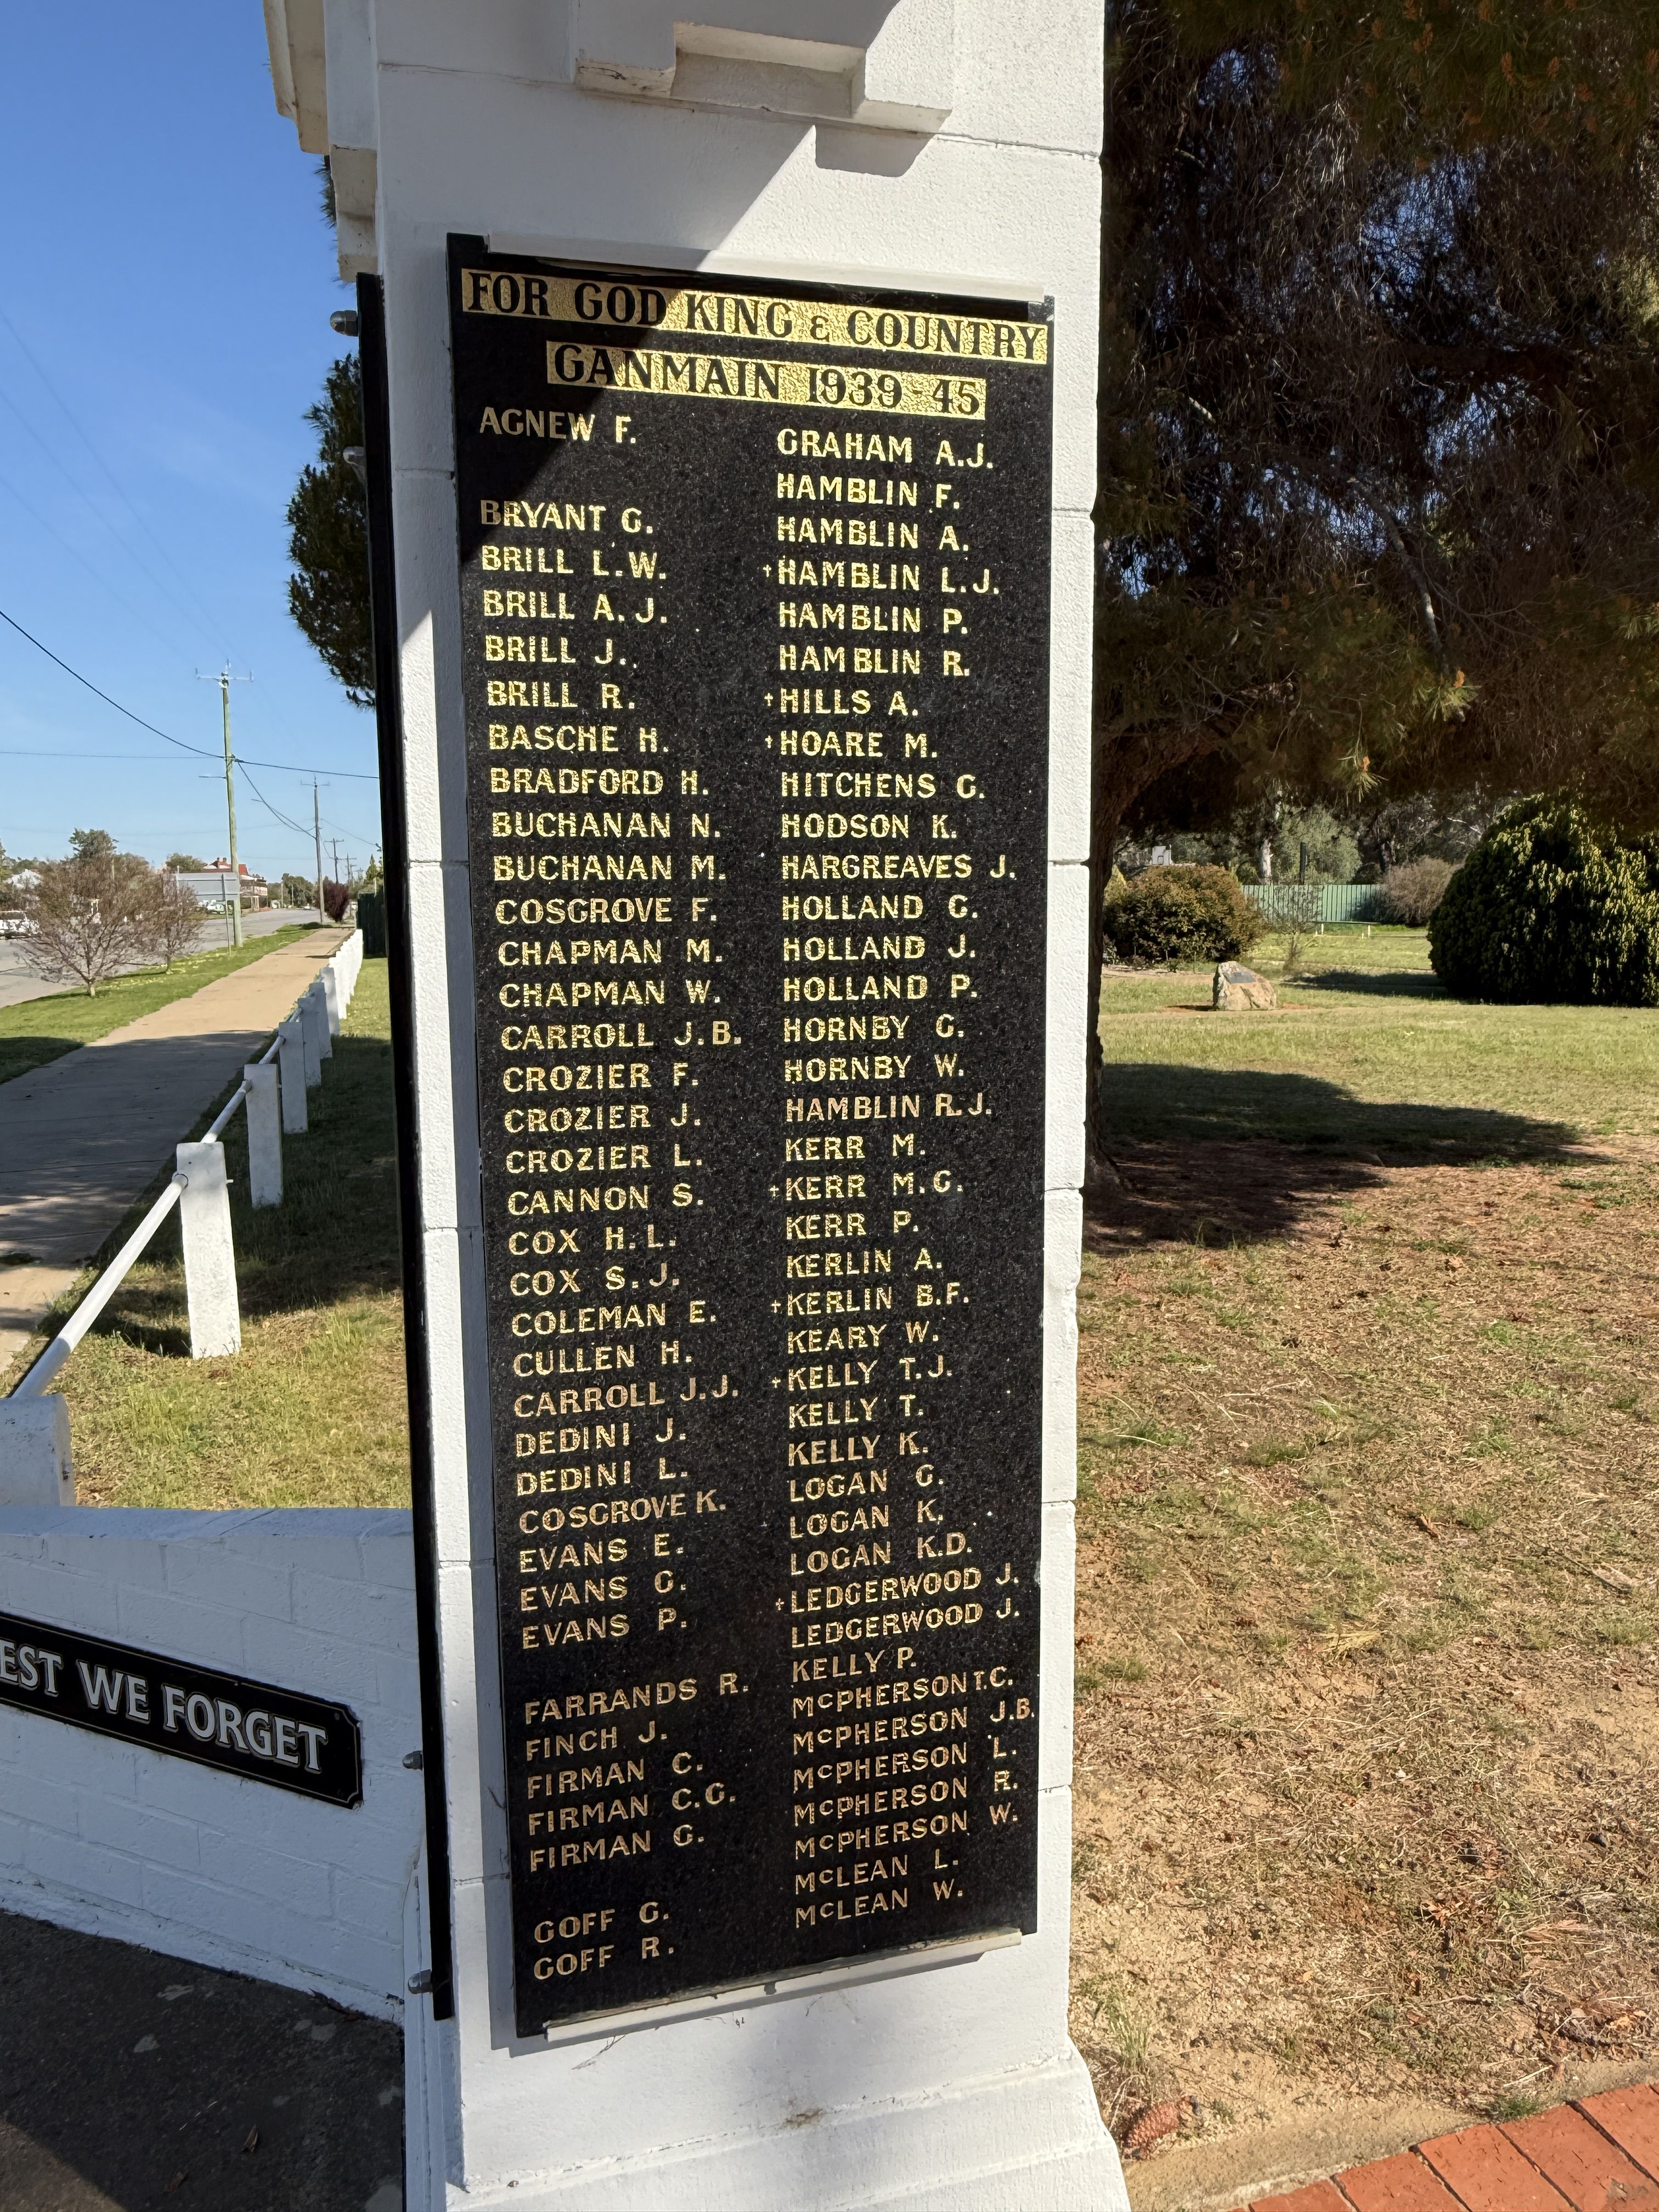 FOR GOD KING & COUNTRY
GANMAIN 1939-45
AGNEW F.
BRYANT G.
BRILL L.W.
BRILL A.J.
BRILL J.
BRILL R.
BASCHE H.
BRADFORD H.
BUCHANAN N.
BUCHANAN M.
COSGROVE F.
CHAPMAN M.
CHAPMAN W.
CARROLL J.B.
CROZIER F.
CROZIER J.
CROZIER L.
CANNON S.
COX H.L.
COX S.J.
COLEMAN E.
CULLEN H.
CARROLL J.J.
DEDINI J.
DEDINI L.
COSGROVE K.
EVANS E.
EVANS G.
EVANS P.
FARRANDS R.
FINCH J.
FIRMAN C.
FIRMAN C.G.
FIRMAN G.
GOFF G.
GOFF R.
GRAHAM A.J.
HAMBLIN F.
HAMBLIN A.
†HAMBLIN L.J.
HAMBLIN P.
HAMBLIN R.
†HILLS A.
†HOARE M.
HITCHENS G.
HODSON K.
HARGREAVES J.
HOLLAND G.
HOLLAND J.
HOLLAND P.
HORNBY G.
HORNBY W.
HAMBLIN R.J.
KERR M.
†KERR M.G.
KERR P.
KERLIN A.
†KERLIN B.F.
KEARY W.
†KELLY T.J.
KELLY T.
KELLY K.
LOGAN G.
LOGAN K.
LOGAN K.D.
†LEDGERWOOD J.
LEDGERWOOD J.
KELLY P.
McPHERSON T.C.
McPHERSON J.B.
McPHERSON L.
McPHERSON R.
McPHERSON W.
McLEAN L.
McLEAN W.
EST WE FORGET